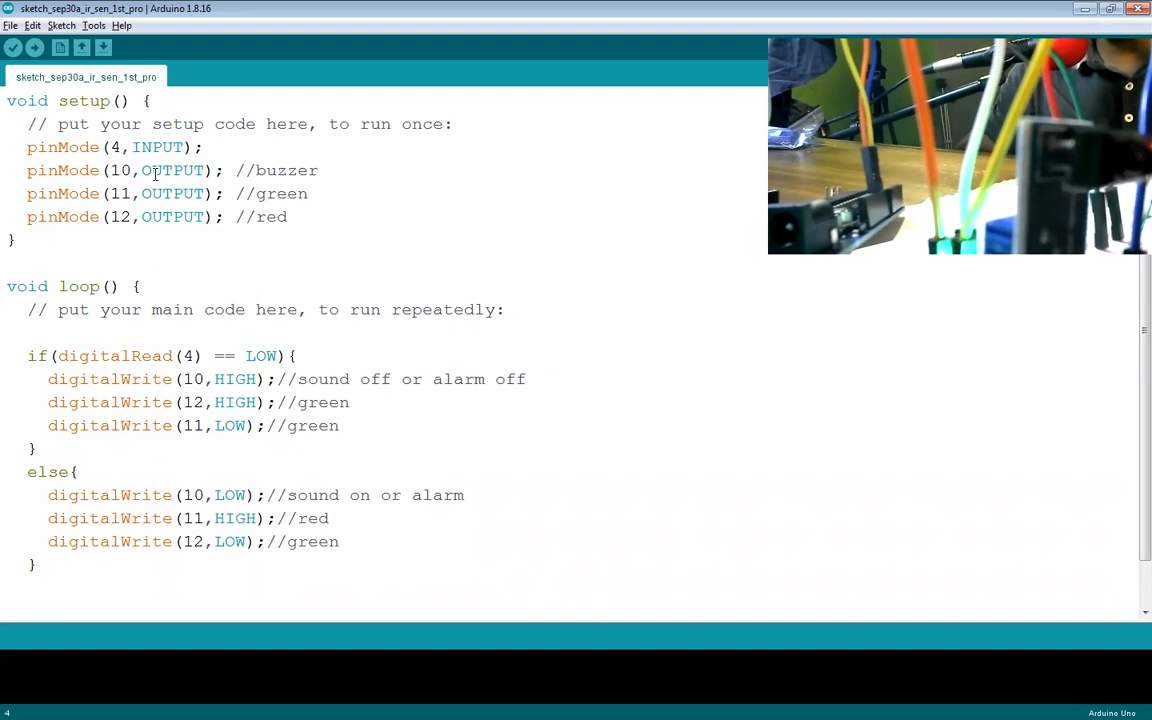 sketch_sep30a_ir_sen_1st_pro | Arduino 1.8.16
File Edit Sketch Tools Help
sketch_sep30a_ir_sen_1st_pro
void setup() {
// put your setup code here, to run once:
pinMode(4,INPUT);
pinMode(10,OUTPUT); //buzzer
pinMode(11,OUTPUT); //green
pinMode(12,OUTPUT); //red
}
void loop() {
// put your main code here, to run repeatedly:
if(digitalRead(4) == LOW){
digitalWrite(10,HIGH);//sound off or alarm off
digitalWrite(12,HIGH);//green
digitalWrite(11,LOW);//green
}
else{
digitalWrite(10,LOW);//sound on or alarm
digitalWrite(11,HIGH);//red
digitalWrite(12,LOW);//green
}
4 Arduino Uno